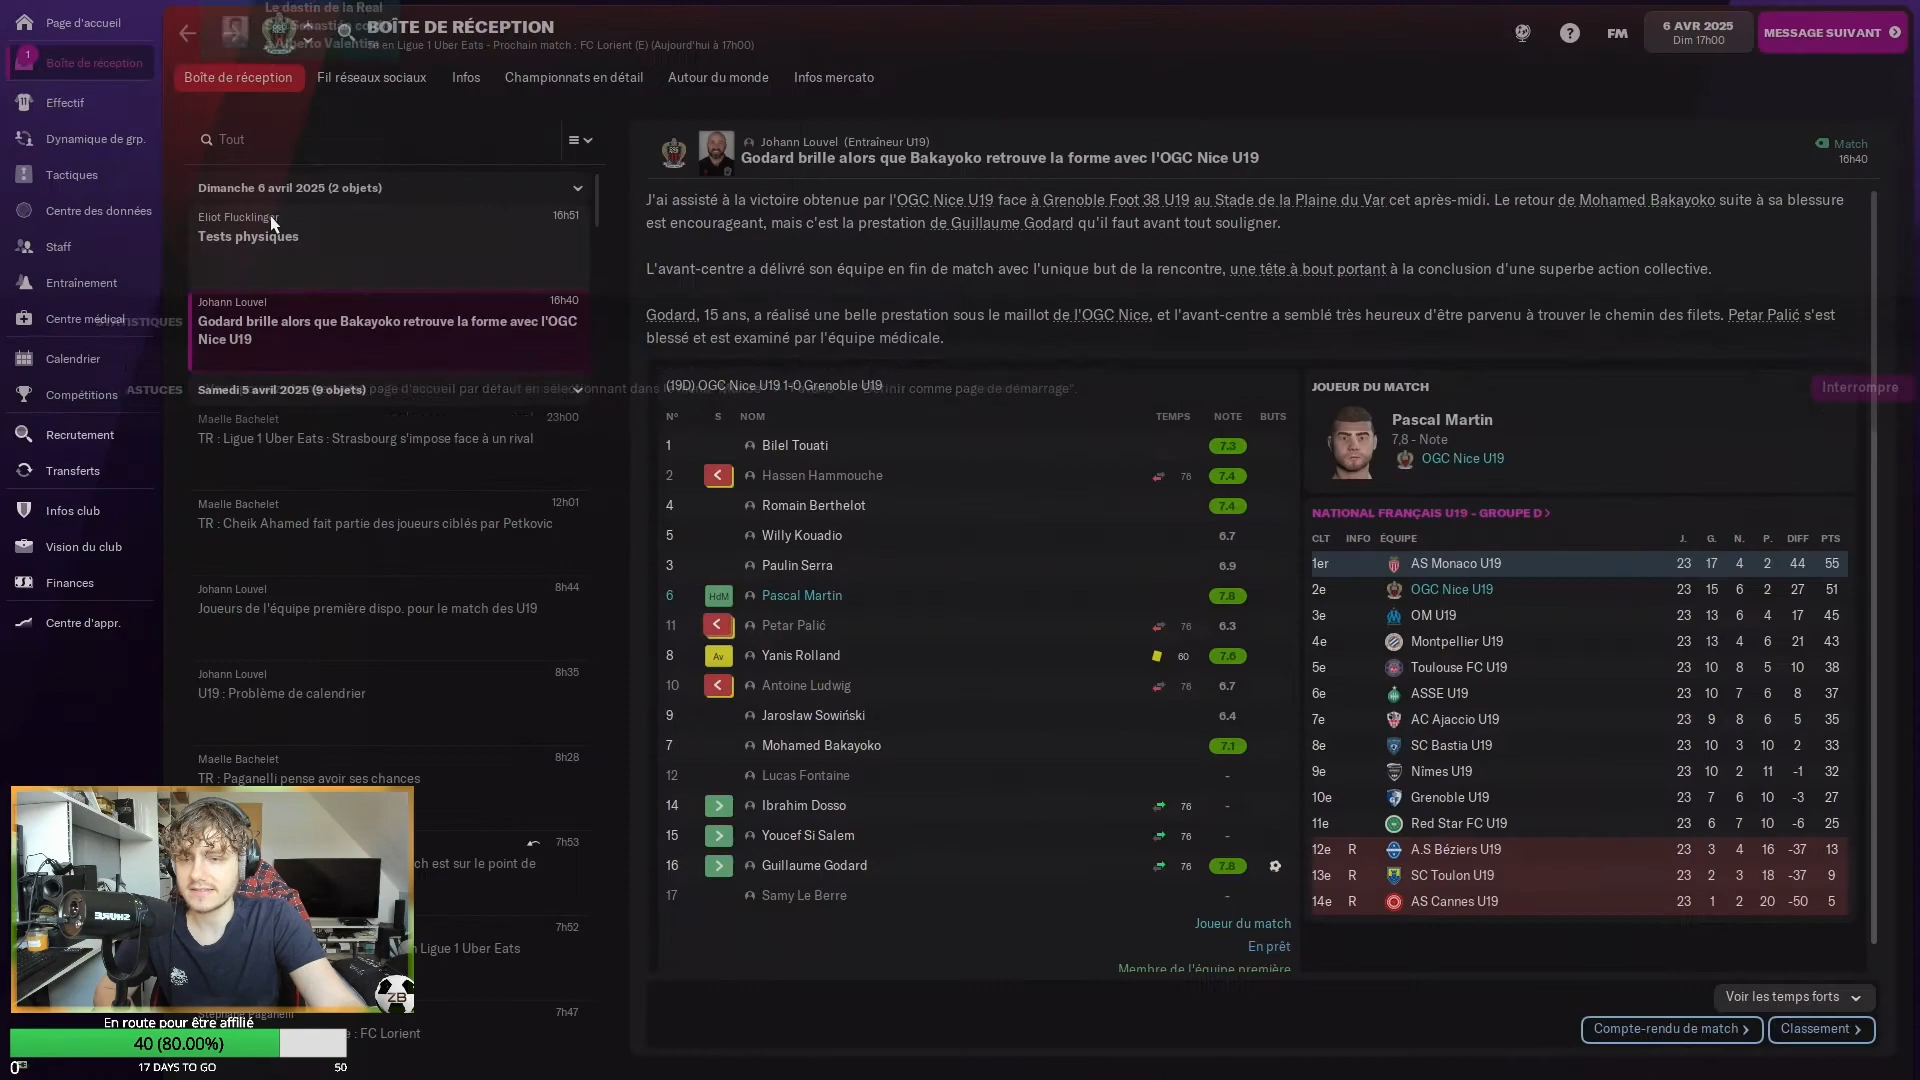 Page d'accueil
Boîte de réception
1
Effectif
Dynamique de grp.
Tactiques
Centre des données
Staff
Entraînement
Centre médical
Calendrier
Compétitions
Recrutement
Transferts
Infos club
Vision du club
Finances
Centre d'appr.
Le destin de la Real
BOÎTE DE RÉCEPTION
en Ligue 1 Uber Eats - Prochain match : FC Lorient (E) (Aujourd'hui à 17h00)
FM
6 AVR 2025
Dim 17h00
MESSAGE SUIVANT
Boîte de réception
Fil réseaux sociaux
Infos
Championnats en détail
Autour du monde
Infos mercato
Tout
Dimanche 6 avril 2025 (2 objets)
Eliot Flucklinger
16h51
Tests physiques
Johann Louvel
16h40
Godard brille alors que Bakayoko retrouve la forme avec l'OGC
Nice U19
STATISTIQUES
ASTUCES
Samedi 5 avril 2025 (9 objets)
page d'accueil par défaut en sélectionnant dans
Définir comme page de démarrage".
Interrompre
Maelle Bachelet
23h00
TR : Ligue 1 Uber Eats : Strasbourg s'impose face à un rival
Maelle Bachelet
12h01
TR : Cheik Ahamed fait partie des joueurs ciblés par Petkovic
Johann Louvel
8h44
Joueurs de l'équipe première dispo. pour le match des U19
Johann Louvel
8h35
U19 : Problème de calendrier
Maelle Bachelet
8h28
TR : Paganelli pense avoir ses chances
7h53
ch est sur le point de
7h52
n Ligue 1 Uber Eats
Stéphane Paganelli
7h47
: FC Lorient
Johann Louvel (Entraîneur U19)
Godard brille alors que Bakayoko retrouve la forme avec l'OGC Nice U19
Match
16h40
J'ai assisté à la victoire obtenue par l'OGC Nice U19 face à Grenoble Foot 38 U19 au Stade de la Plaine du Var cet après-midi. Le retour de Mohamed Bakayoko suite à sa blessure
est encourageant, mais c'est la prestation de Guillaume Godard qu'il faut avant tout souligner.
L'avant-centre a délivré son équipe en fin de match avec l'unique but de la rencontre, une tête à bout portant à la conclusion d'une superbe action collective.
Godard, 15 ans, a réalisé une belle prestation sous le maillot de l'OGC Nice, et l'avant-centre a semblé très heureux d'être parvenu à trouver le chemin des filets. Petar Palić s'est
blessé et est examiné par l'équipe médicale.
(19D) OGC Nice U19 1-0 Grenoble U19
N° S NOM TEMPS NOTE BUTS
1 Bilel Touati 7.3
2 Hassen Hammouche 76 7.4
4 Romain Berthelot 7.4
5 Willy Kouadio 6.7
3 Paulin Serra 6.9
6 HdM Pascal Martin 7.8
11 Petar Palić 76 6.3
8 Av Yanis Rolland 60 7.6
10 Antoine Ludwig 76 6.7
9 Jarosław Sowiński 6.4
7 Mohamed Bakayoko 7.1
12 Lucas Fontaine -
14 Ibrahim Dosso 76 -
15 Youcef Si Salem 76 -
16 Guillaume Godard 76 7.8
17 Samy Le Berre -
Joueur du match
En prêt
Membre de l'équipe première
JOUEUR DU MATCH
Pascal Martin
7,8 - Note
OGC Nice U19
NATIONAL FRANÇAIS U19 - GROUPE D
CLT INFO ÉQUIPE J. G. N. P. DIFF PTS
1er AS Monaco U19 23 17 4 2 44 55
2e OGC Nice U19 23 15 6 2 27 51
3e OM U19 23 13 6 4 17 45
4e Montpellier U19 23 13 4 6 21 43
5e Toulouse FC U19 23 10 8 5 10 38
6e ASSE U19 23 10 7 6 8 37
7e AC Ajaccio U19 23 9 8 6 5 35
8e SC Bastia U19 23 10 3 10 2 33
9e Nîmes U19 23 10 2 11 -1 32
10e Grenoble U19 23 7 6 10 -3 27
11e Red Star FC U19 23 6 7 10 -6 25
12e R A.S Béziers U19 23 3 4 16 -37 13
13e R SC Toulon U19 23 2 3 18 -37 9
14e R AS Cannes U19 23 1 2 20 -50 5
Voir les temps forts
Compte-rendu de match
Classement
ZB
En route pour être affilié
40 (80.00%)
0
17 DAYS TO GO
50